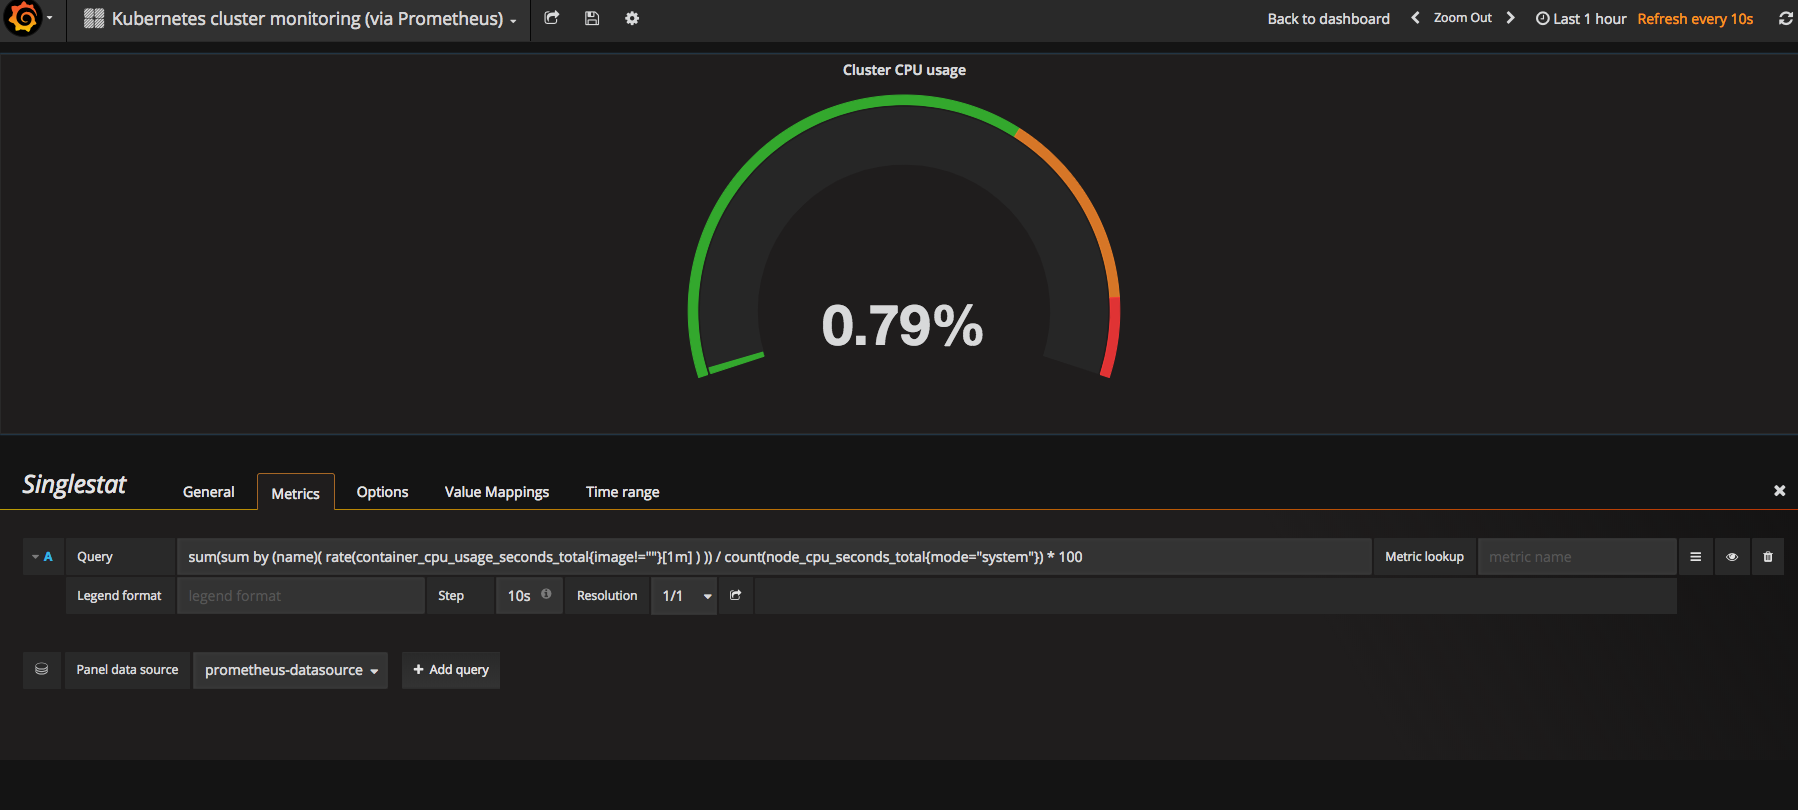 Kubernetes cluster monitoring (via Prometheus)
Back to dashboard
Zoom Out
Last 1 hour
Refresh every 10s
Cluster CPU usage
0.79%
Singlestat
General
Metrics
Options
Value Mappings
Time range
A
Query
sum(sum by (name)( rate(container_cpu_usage_seconds_total{image!=""}[1m] ) )) / count(node_cpu_seconds_total{mode="system"}) * 100
Metric lookup
metric name
Legend format
legend format
Step
10s
Resolution
1/1
Panel data source
prometheus-datasource
Add query